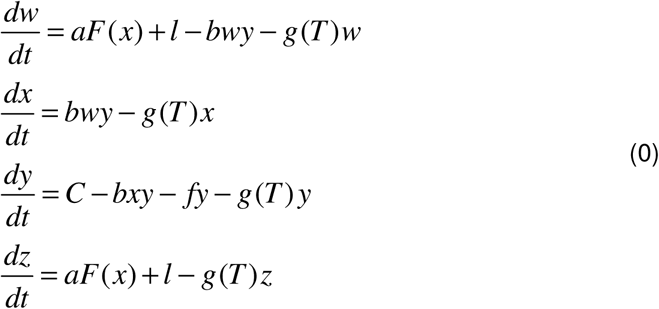 dw/dt = aF(x) + l − bwy − g(T)w
dx/dt = bwy − g(T)x
(0)
dy/dt = C − bxy − fy − g(T)y
dz/dt = aF(x) + l − g(T)z